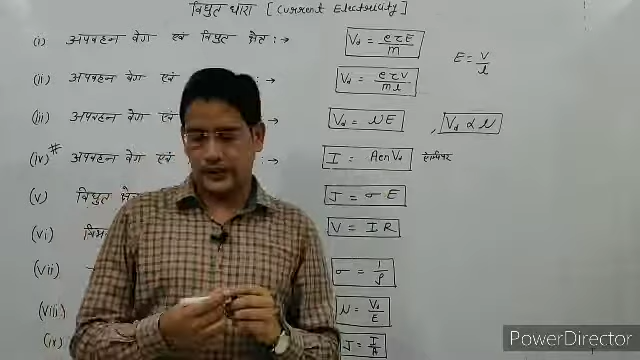 विद्युत धारा [Current Electricity]
(i) अपवहन वेग एवं विद्युत क्षेत्र :→ Vd = eτE/m E = V/l
(ii) अपवहन वेग एवं :→ Vd = eτV/ml
(iii) अपवहन वेग एवं :→ Vd = μE , Vd ∝ μ
(iv)* अपवहन वेग एवं :→ I = AenVd
(v) विद्युत क्षेत्र J = σ E
(vi) V = IR
(vii) σ = 1/ρ
(viii) μ = Vd/E
(ix) J = I/A
PowerDirector